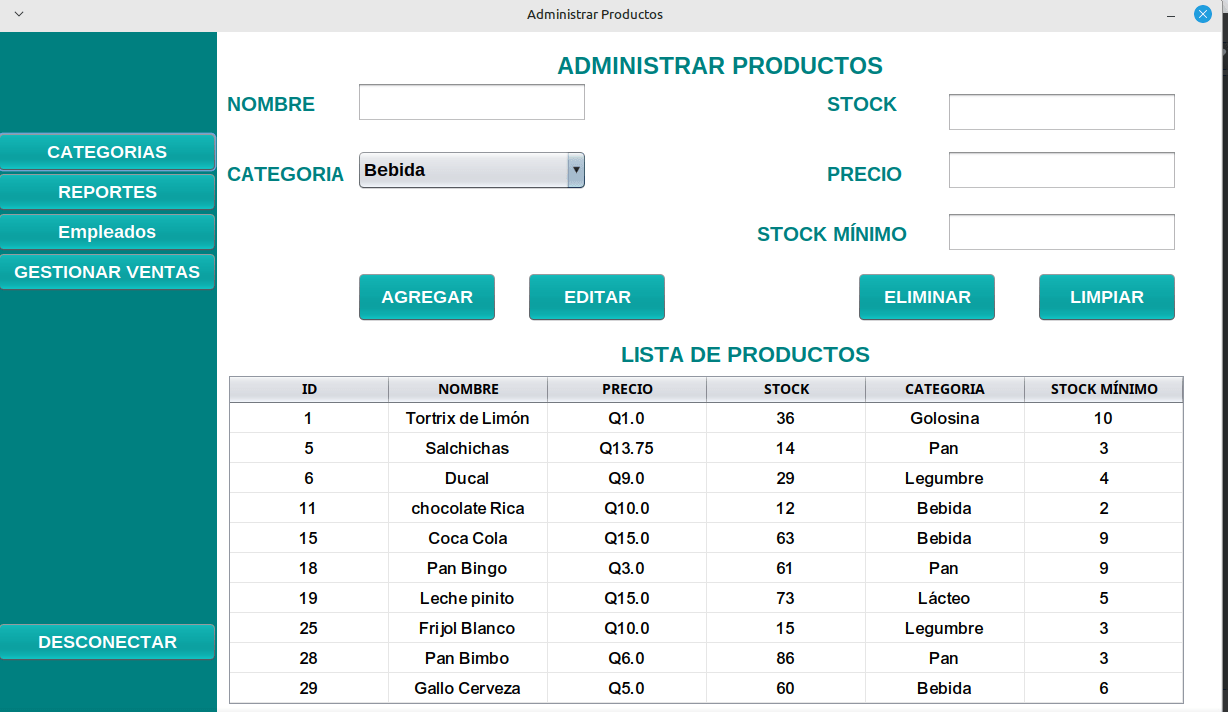 Administrar Productos
ADMINISTRAR PRODUCTOS
NOMBRE
STOCK
CATEGORIA Bebida
PRECIO
STOCK MÍNIMO
CATEGORIAS
REPORTES
Empleados
GESTIONAR VENTAS
AGREGAR EDITAR ELIMINAR LIMPIAR
LISTA DE PRODUCTOS
ID NOMBRE PRECIO STOCK CATEGORIA STOCK MÍNIMO
1 Tortrix de Limón Q1.0 36 Golosina 10
5 Salchichas Q13.75 14 Pan 3
6 Ducal Q9.0 29 Legumbre 4
11 chocolate Rica Q10.0 12 Bebida 2
15 Coca Cola Q15.0 63 Bebida 9
18 Pan Bingo Q3.0 61 Pan 9
19 Leche pinito Q15.0 73 Lácteo 5
25 Frijol Blanco Q10.0 15 Legumbre 3
28 Pan Bimbo Q6.0 86 Pan 3
29 Gallo Cerveza Q5.0 60 Bebida 6
DESCONECTAR